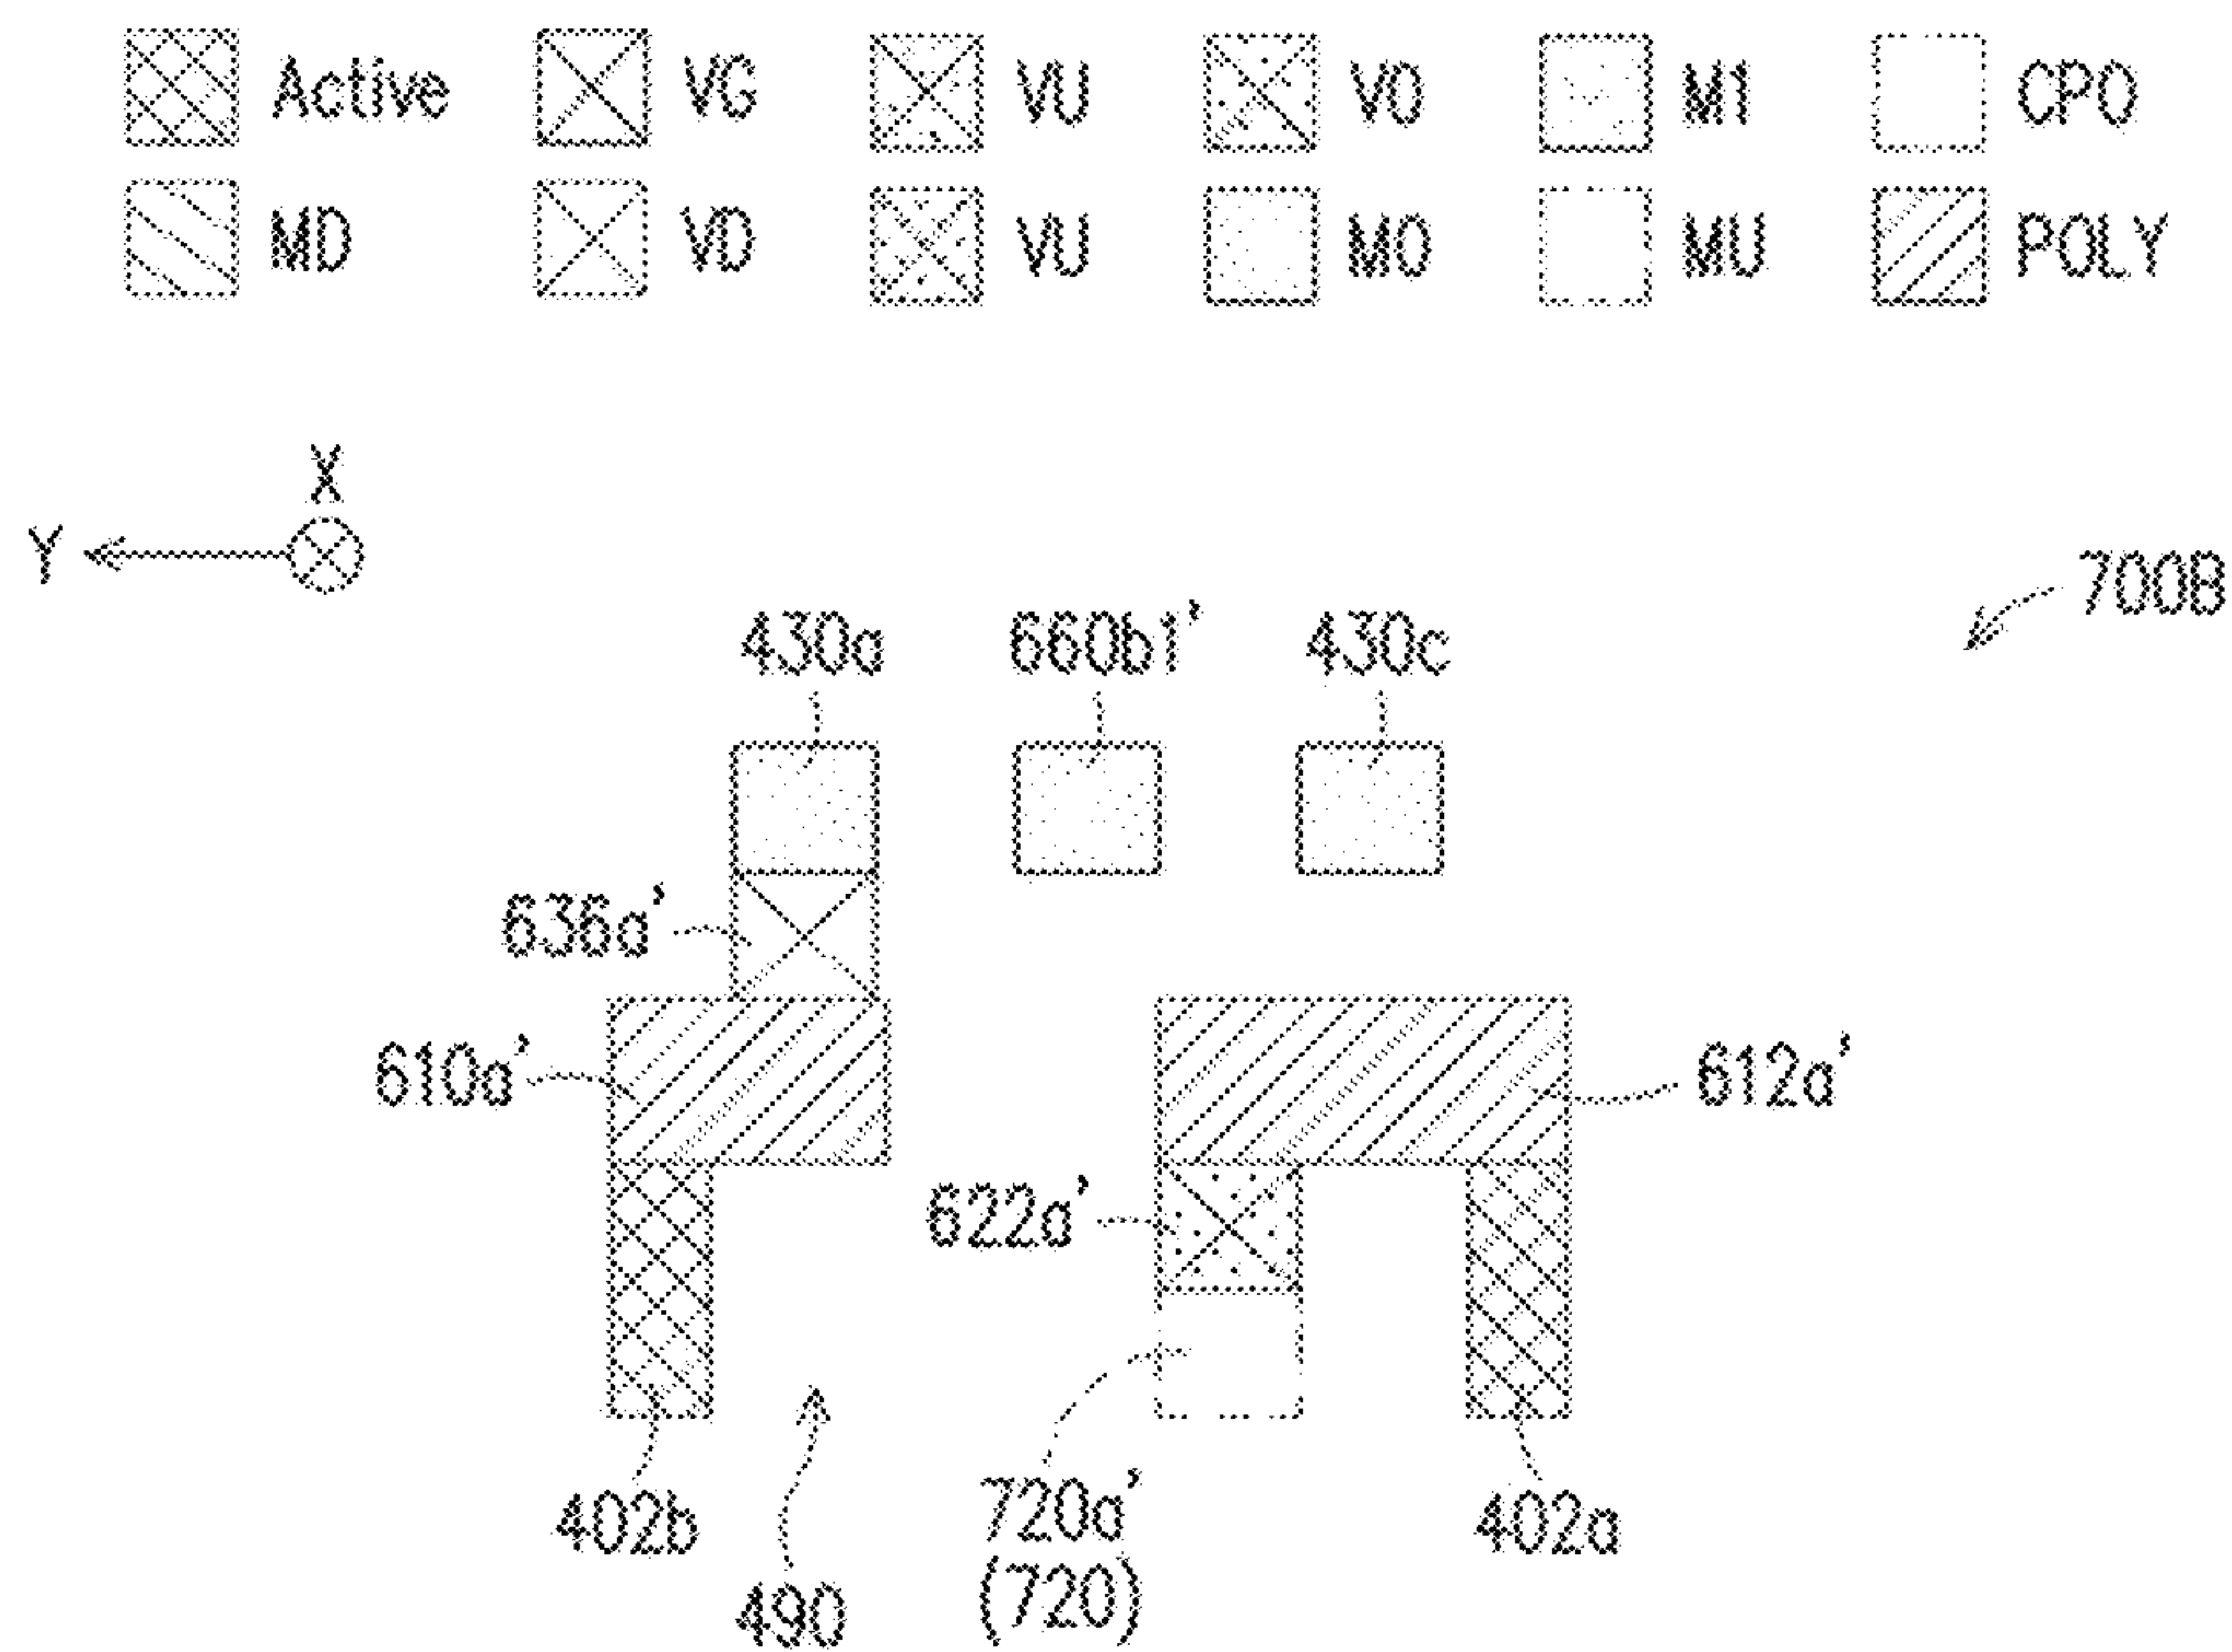 Active VG VU V0 M1 CPO
MD VD VU M0 MU POLY
X
Y
700B
430a 660b1' 430c
636a'
610a' 612a'
622a'
402b 720a' 402a
490 (720)